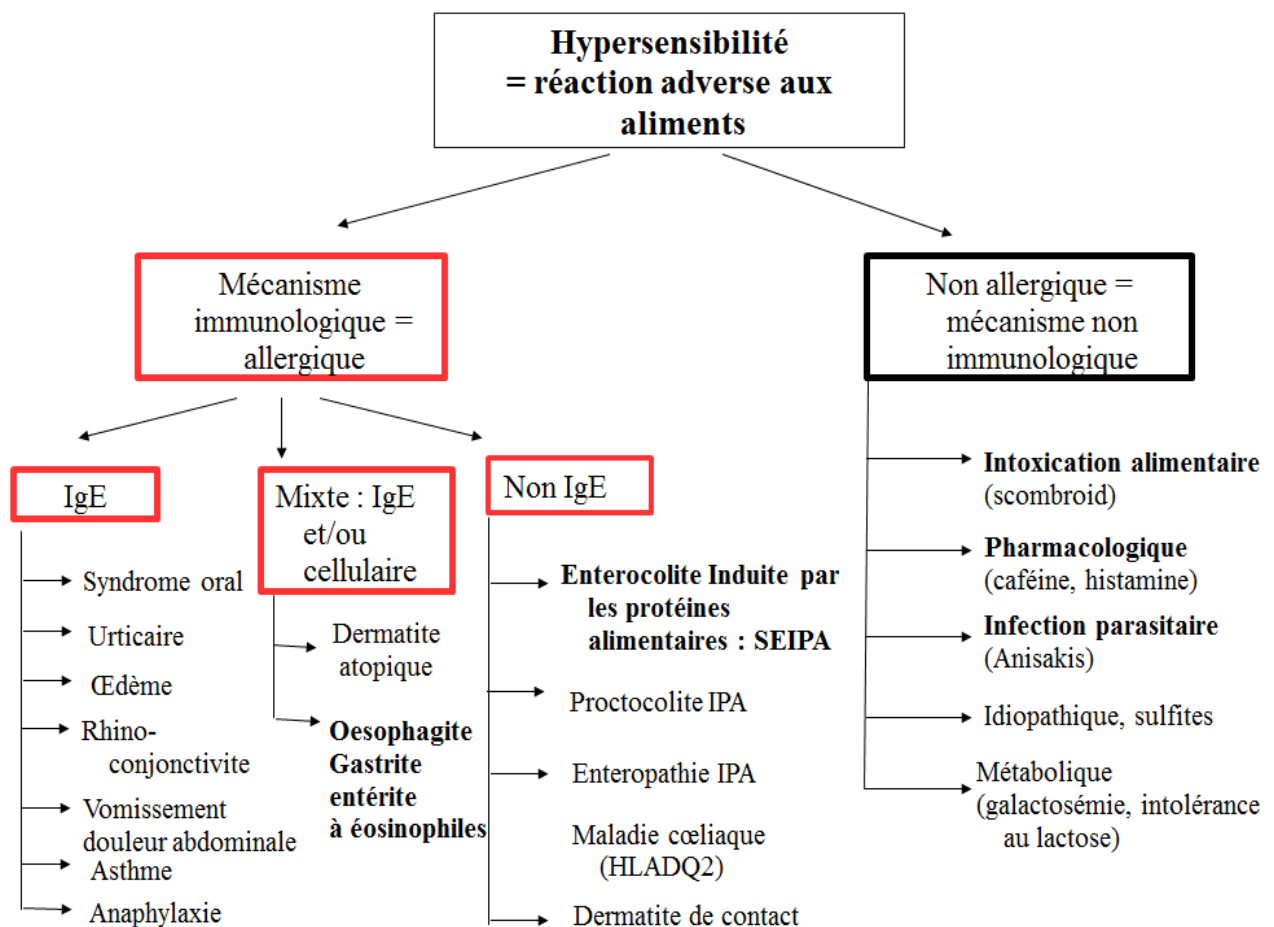 Hypersensibilité
= réaction adverse aux
aliments
Mécanisme
immunologique =
allergique
Non allergique =
mécanisme non
immunologique
IgE
Syndrome oral
Urticaire
Œdème
Rhino-
conjonctivite
Vomissement
douleur abdominale
Asthme
Anaphylaxie
Mixte : IgE
et/ou
cellulaire
Dermatite
atopique
Oesophagite
Gastrite
entérite
à éosinophiles
Non IgE
Enterocolite Induite par
les protéines
alimentaires : SEIPA
Proctocolite IPA
Enteropathie IPA
Maladie cœliaque
(HLADQ2)
Dermatite de contact
Intoxication alimentaire
(scombroid)
Pharmacologique
(caféine, histamine)
Infection parasitaire
(Anisakis)
Idiopathique, sulfites
Métabolique
(galactosémie, intolérance
au lactose)